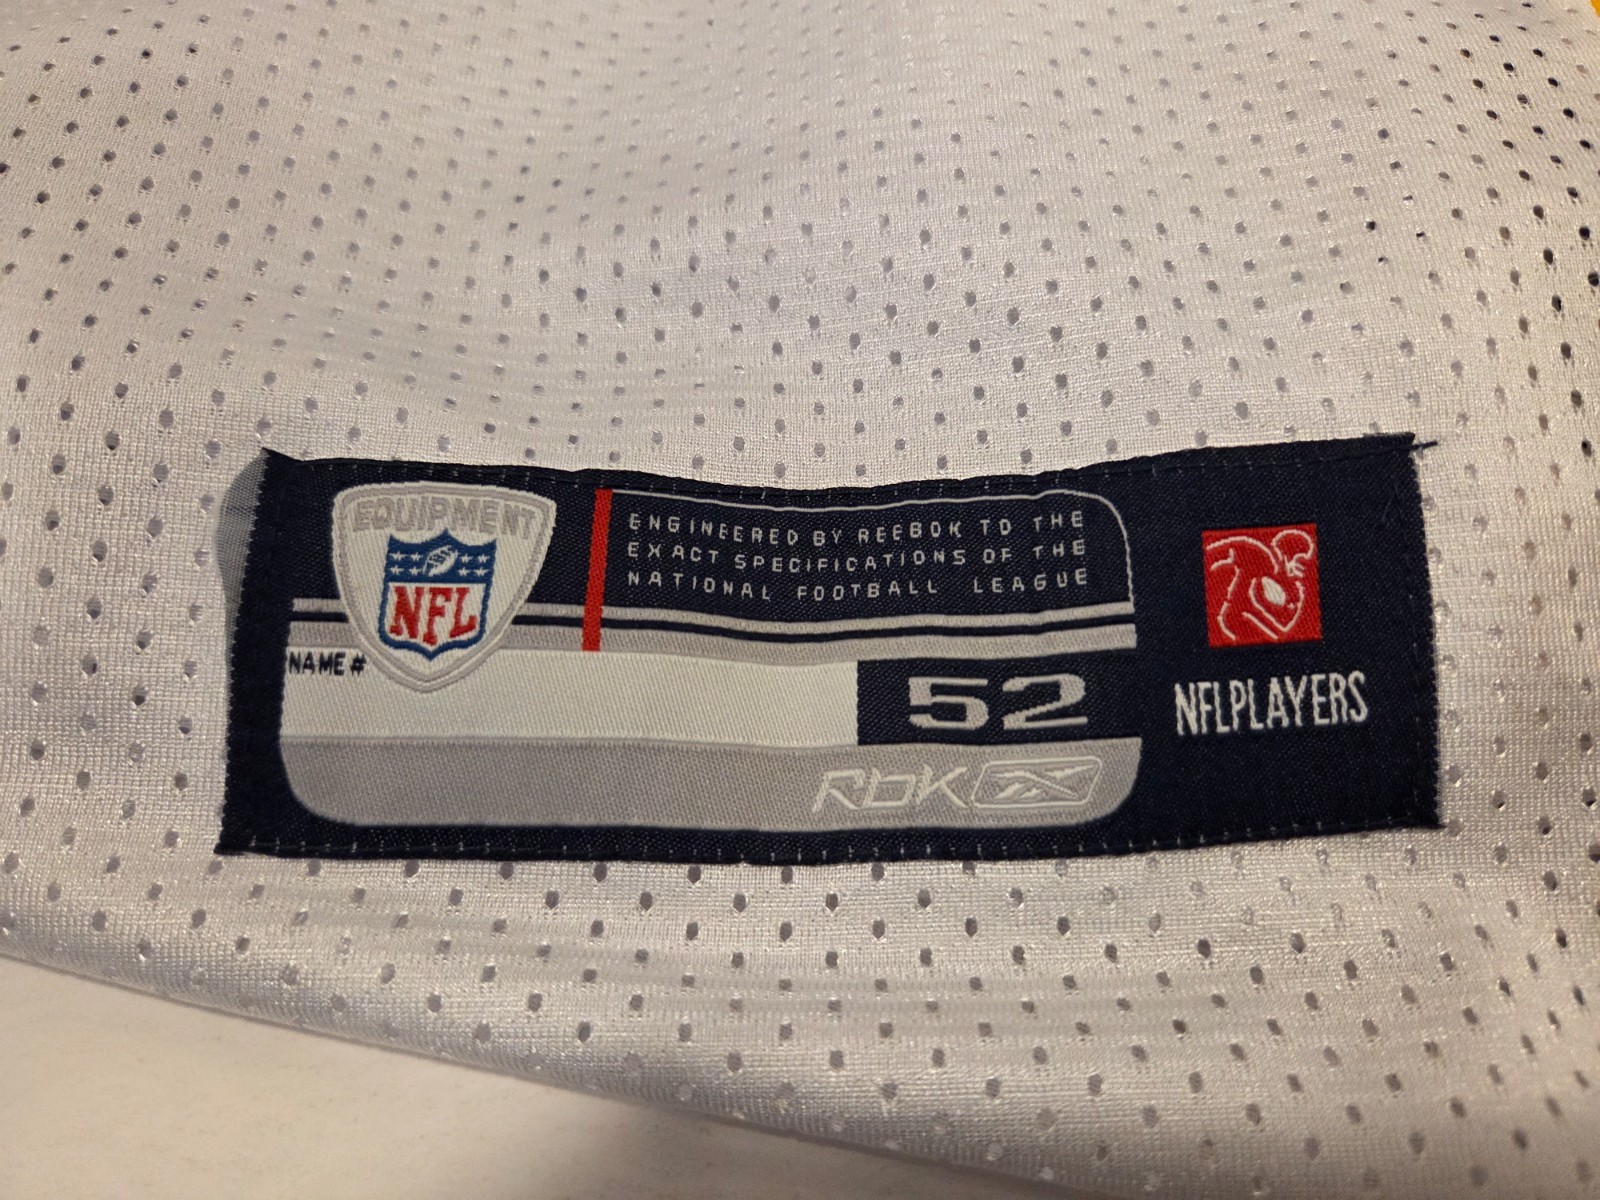 EQUIPMENT
NFL
ENGINEERED BY REEBOK TO THE
EXACT SPECIFICATIONS OF THE
NATIONAL FOOTBALL LEAGUE
NAME #
52
RBK
NFLPLAYERS